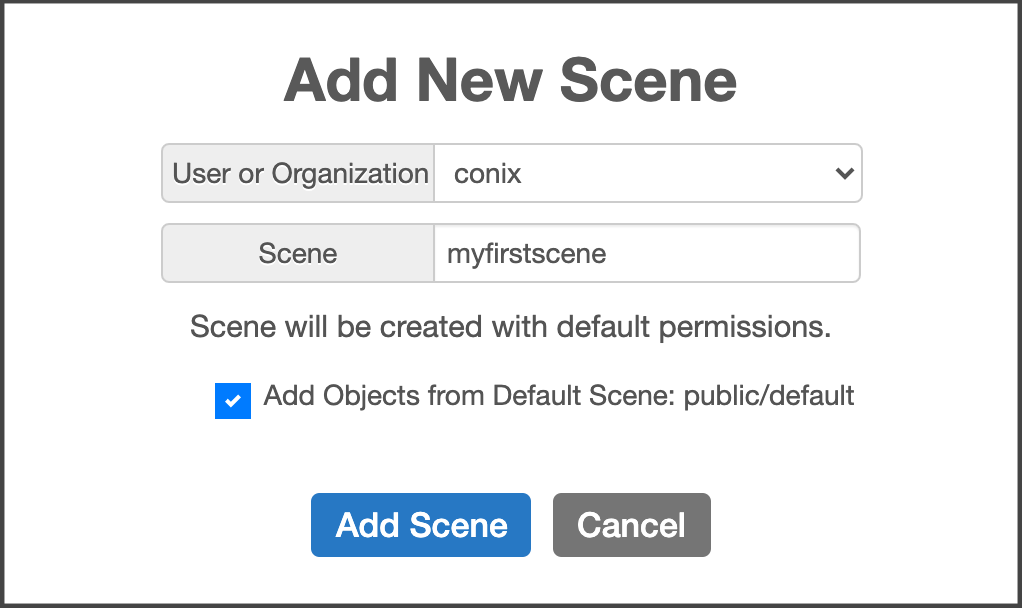 Add New Scene
User or Organization conix
Scene myfirstscene
Scene will be created with default permissions.
Add Objects from Default Scene: public/default
Add Scene Cancel